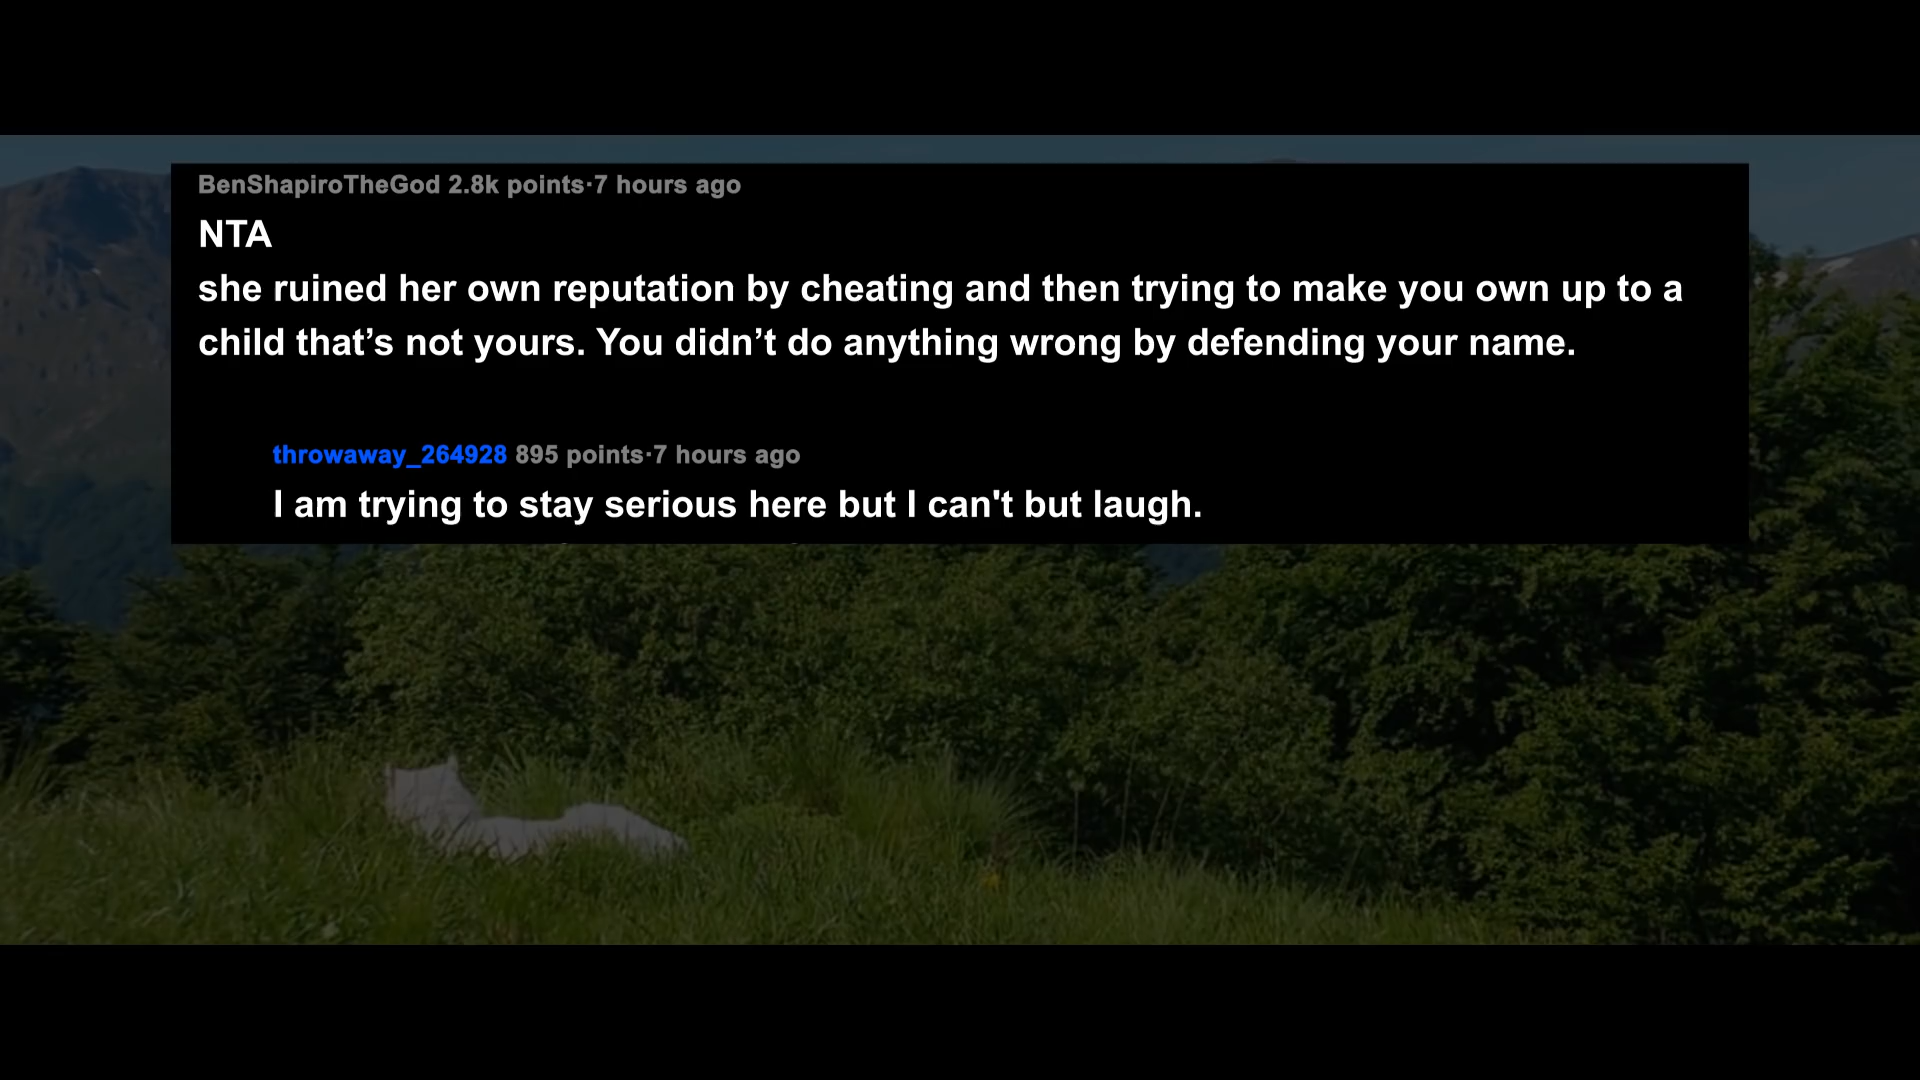 BenShapiroTheGod 2.8k points·7 hours ago
NTA
she ruined her own reputation by cheating and then trying to make you own up to a
child that’s not yours. You didn’t do anything wrong by defending your name.
throwaway_264928 895 points·7 hours ago
I am trying to stay serious here but I can't but laugh.